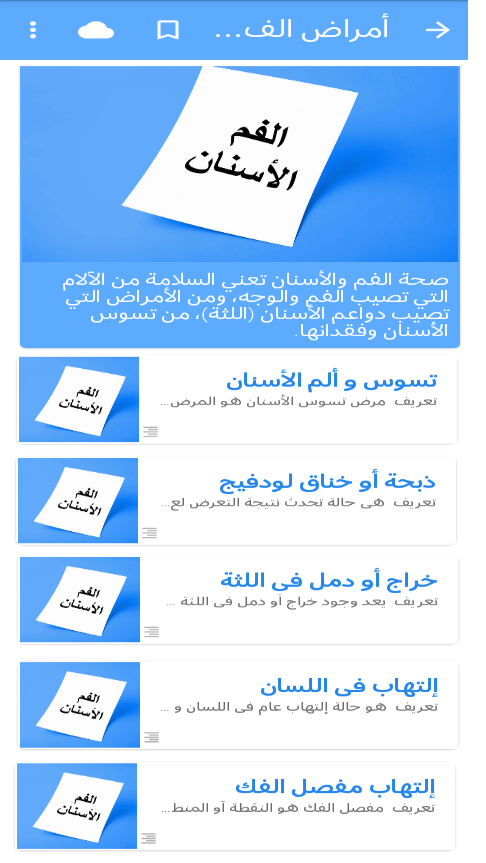 أمراض الف...
الفم
الأسنان
صحة الفم والأسنان تعني السلامة من الآلام
التي تصيب الفم والوجه، ومن الأمراض التي
تصيب دواعم الأسنان (اللثة)، من تسوس
الأسنان وفقدانها.
تسوس و ألم الأسنان
تعريف مرض تسوس الأسنان هو المرض...
الفم
الأسنان
ذبحة أو خناق لودفيج
تعريف هى حالة تحدث نتيجة التعرض لع...
الفم
الأسنان
خراج أو دمل فى اللثة
تعريف يعد وجود خراج أو دمل فى اللثة ...
الفم
الأسنان
إلتهاب فى اللسان
تعريف هو حالة إلتهاب عام فى اللسان و ...
الفم
الأسنان
إلتهاب مفصل الفك
تعريف مفصل الفك هو النقطة أو المنط...
الفم
الأسنان